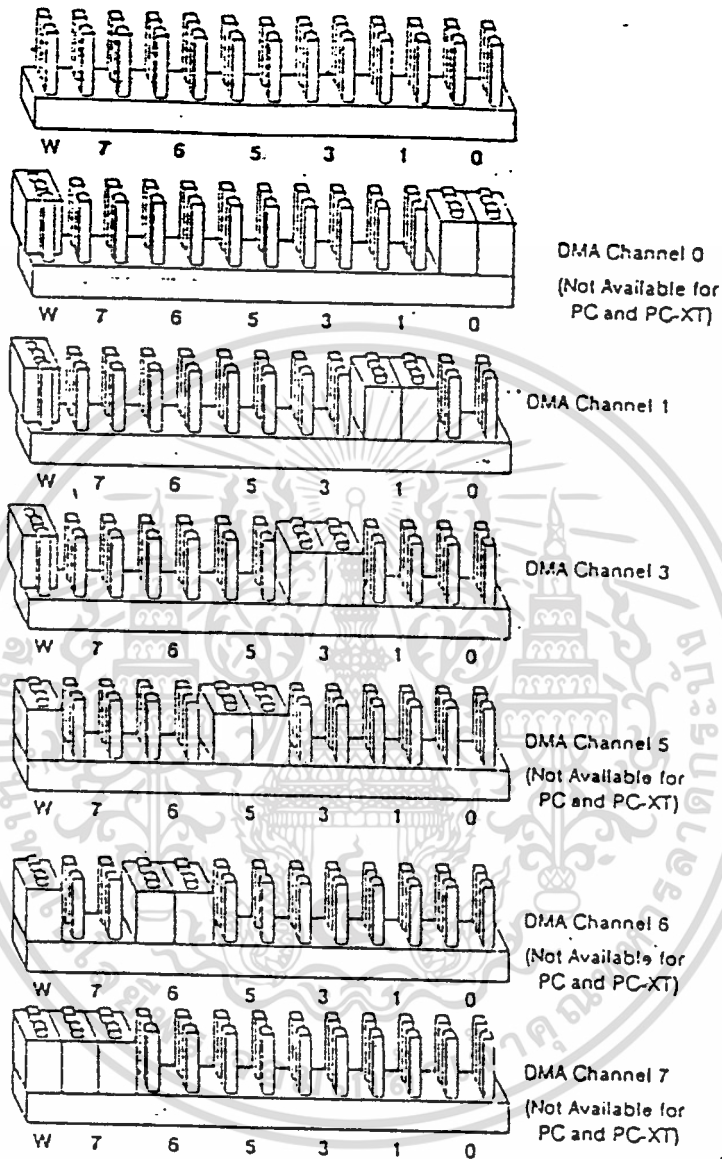 W 7 6 5 3 1 0
DMA Channel 0
(Not Available for
PC and PC-XT)
W 7 6 5 3 1 0
DMA Channel 1
W 7 6 5 3 1 0
DMA Channel 3
W 7 6 5 3 1 0
DMA Channel 5
(Not Available for
PC and PC-XT)
W 7 6 5 3 1 0
DMA Channel 6
(Not Available for
PC and PC-XT)
W 7 6 5 3 1 0
DMA Channel 7
(Not Available for
PC and PC-XT)
W 7 6 5 3 1 0